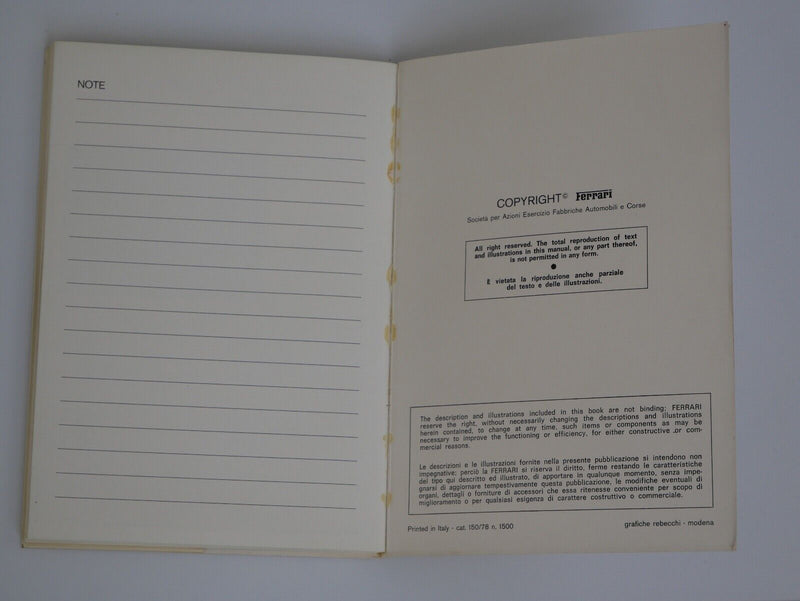 NOTE
COPYRIGHT© Ferrari
Società per Azioni Esercizio Fabbriche Automobili e Corse
All right reserved. The total reproduction of text
and illustrations in this manual, or any part thereof,
is not permitted in any form.
È vietata la riproduzione anche parziale
del testo e delle illustrazioni.
The description and illustrations included in this book are not binding; FERRARI
reserve the right, without necessarily changing the descriptions and illustrations
herein contained, to change at any time, such items or components as may be
necessary to improve the functioning or efficiency, for either constructive or com-
mercial reasons.
Le descrizioni e le illustrazioni fornite nella presente pubblicazione si intendono non
impegnative; perciò la FERRARI si riserva il diritto, ferme restando le caratteristiche
del tipo qui descritto ed illustrato, di apportare in qualunque momento, senza impe-
gnarsi di aggiornare tempestivamente questa pubblicazione, le modifiche eventuali di
organi, dettagli o forniture di accessori che essa ritenesse conveniente per scopo di
miglioramento o per qualsiasi esigenza di carattere costruttivo o commerciale.
Printed in Italy - cat. 150/78 n. 1500
grafiche rebecchi - modena